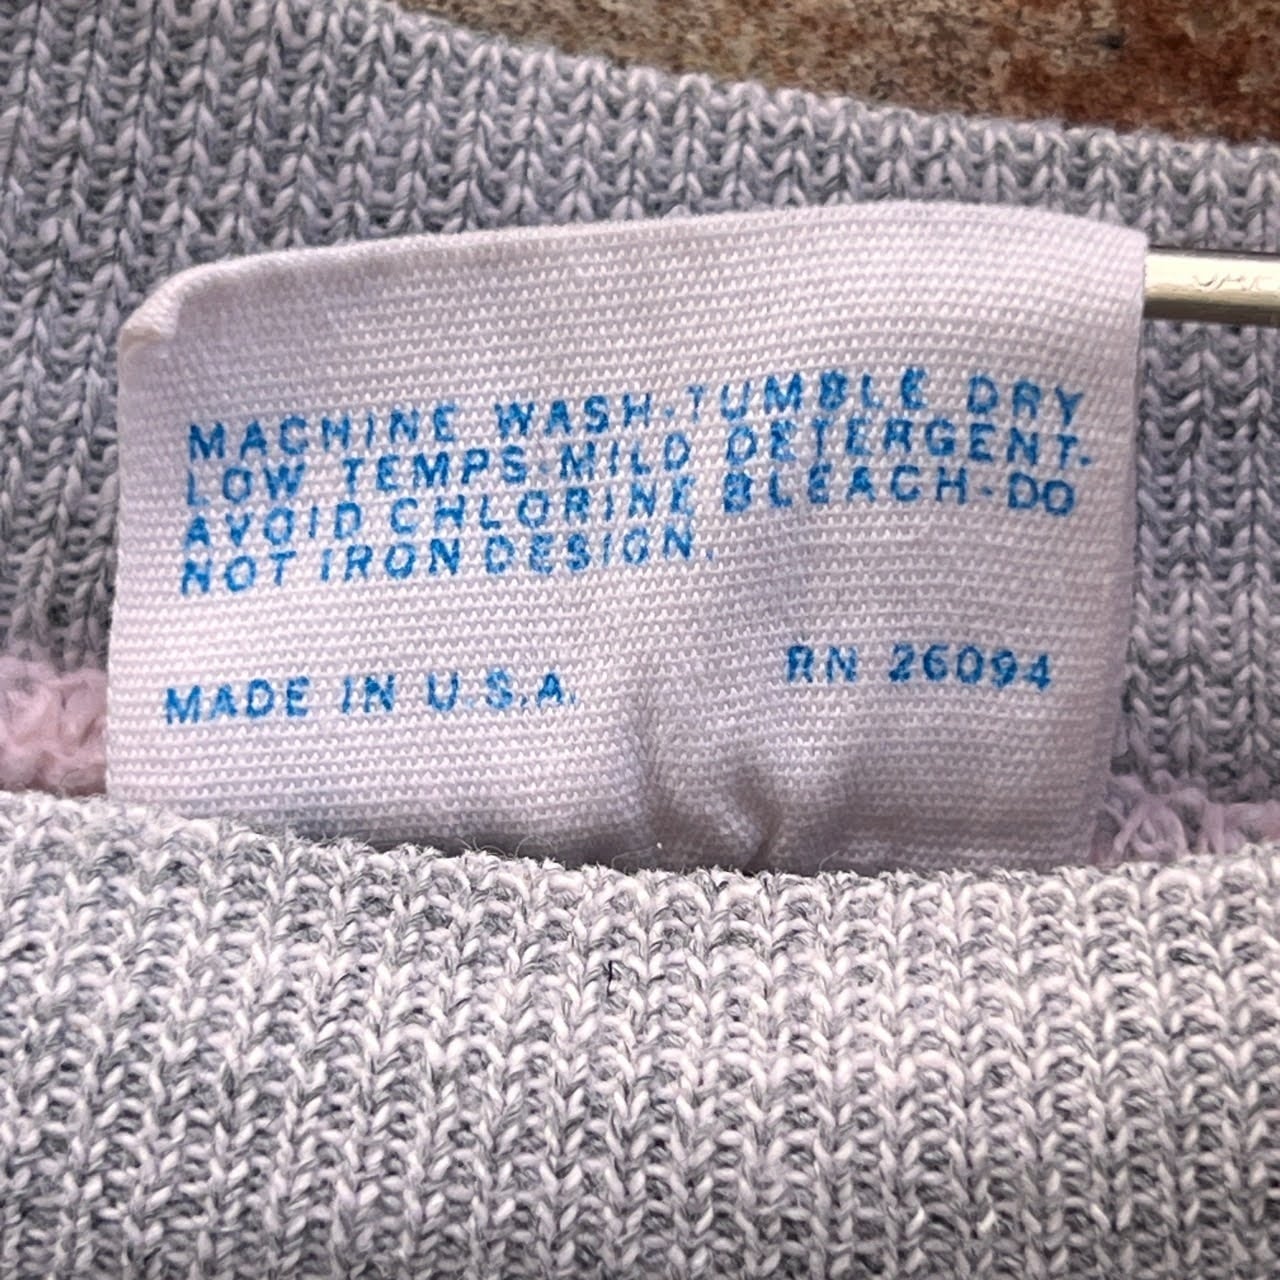 MACHINE WASH-TUMBLE DRY
LOW TEMPS-MILD DETERGENT-
AVOID CHLORINE BLEACH-DO
NOT IRON DESIGN.
MADE IN U.S.A.
RN 26094